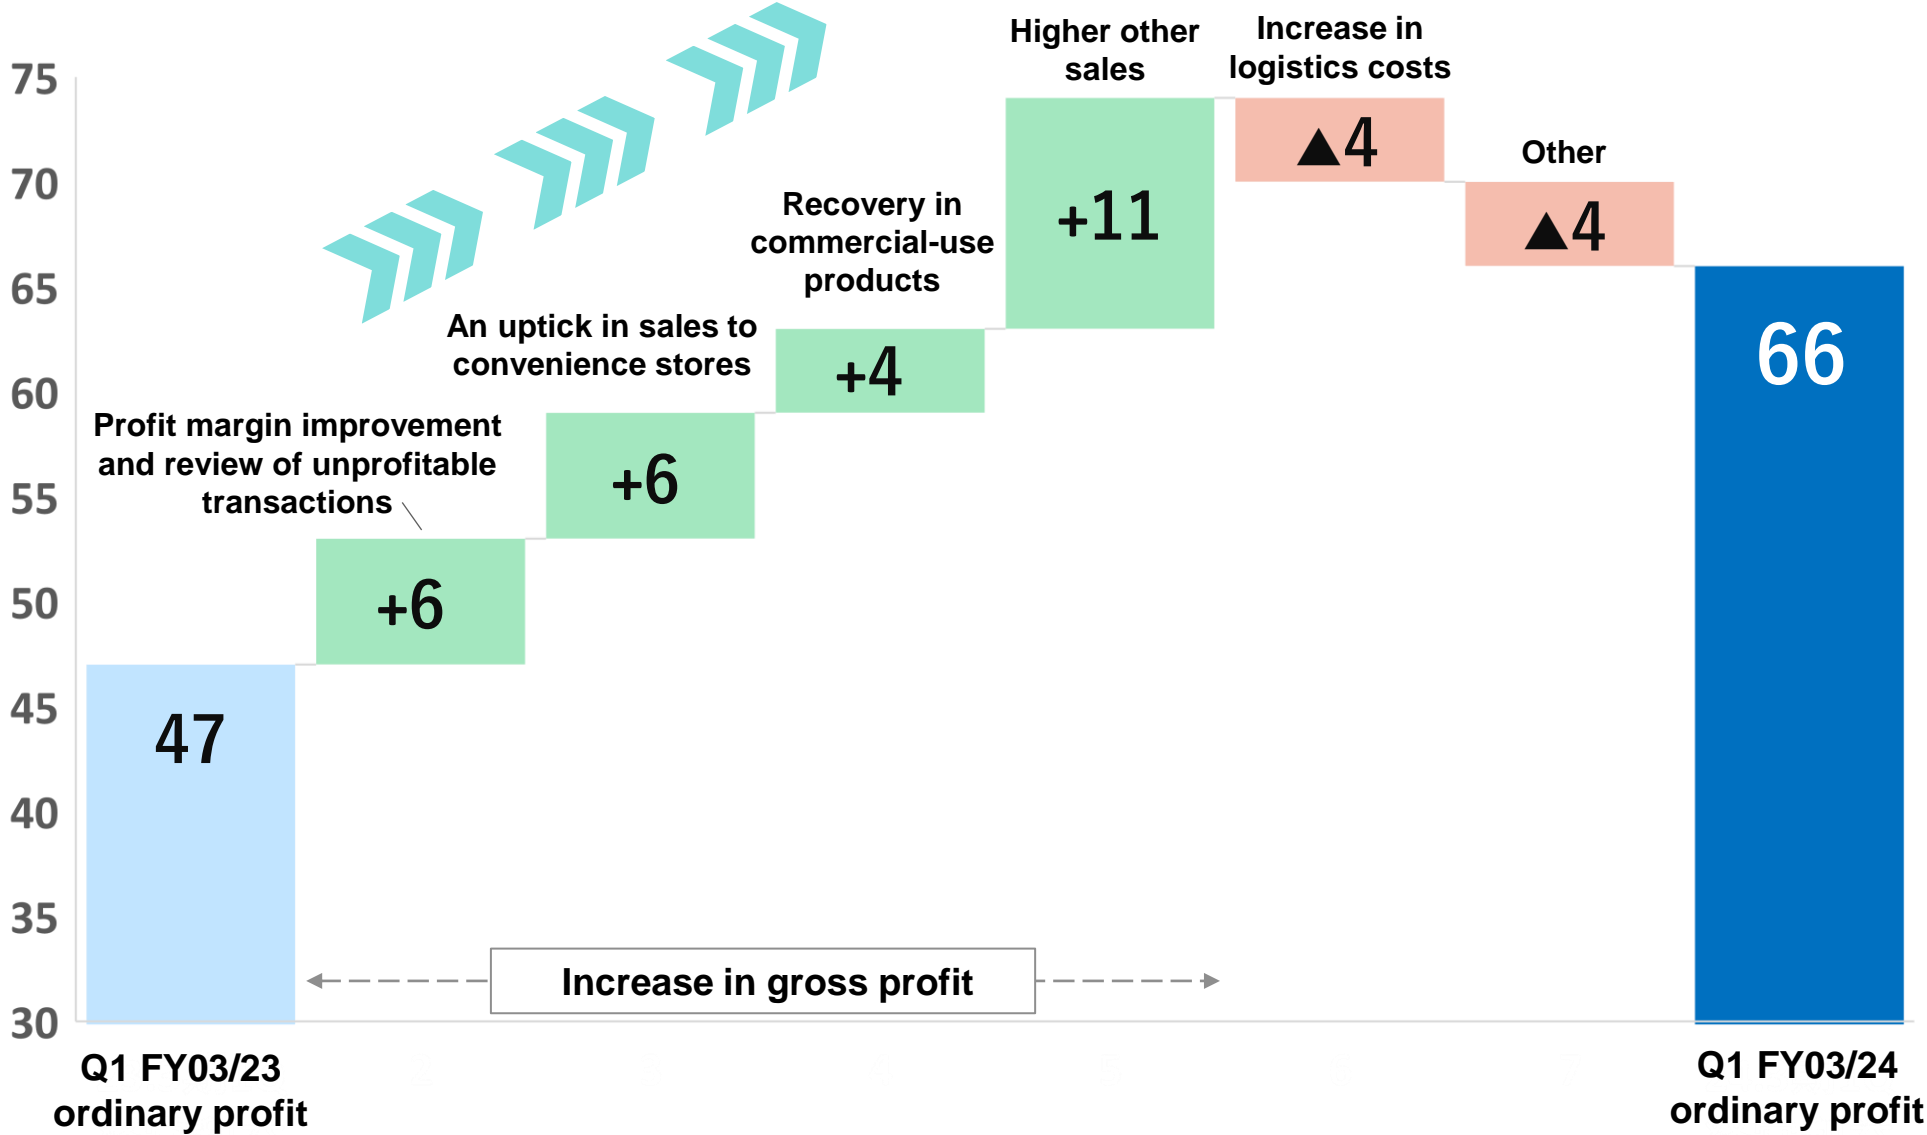 Higher other
sales
Increase in
logistics costs
75
▲4
Other
70
+11
▲4
Recovery in
commercial-use
products
65
An uptick in sales to
convenience stores
+4
66
60
Profit margin improvement
and review of unprofitable
transactions
+6
55
+6
50
45
47
40
35
Increase in gross profit
30
Q1 FY03/23
ordinary profit
Q1 FY03/24
ordinary profit